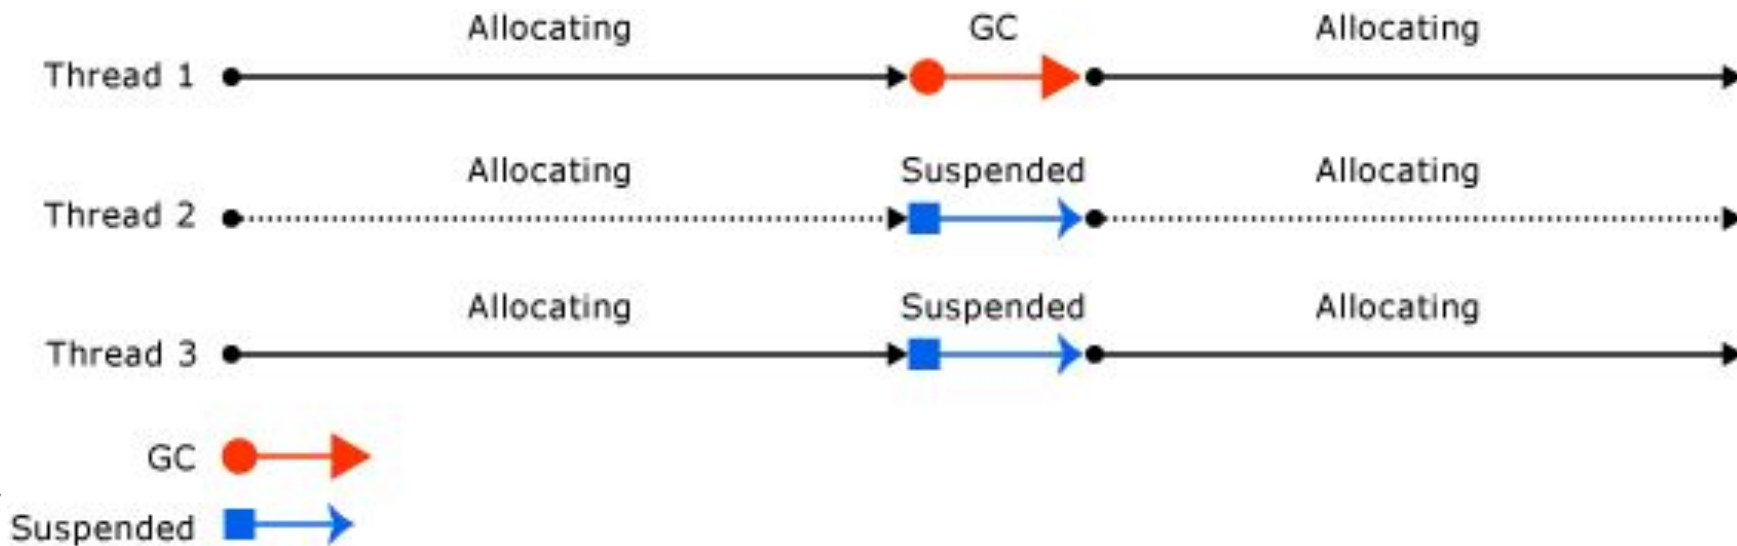 Allocating GC Allocating
Thread 1
Allocating Suspended Allocating
Thread 2
Allocating Suspended Allocating
Thread 3
GC
Suspended